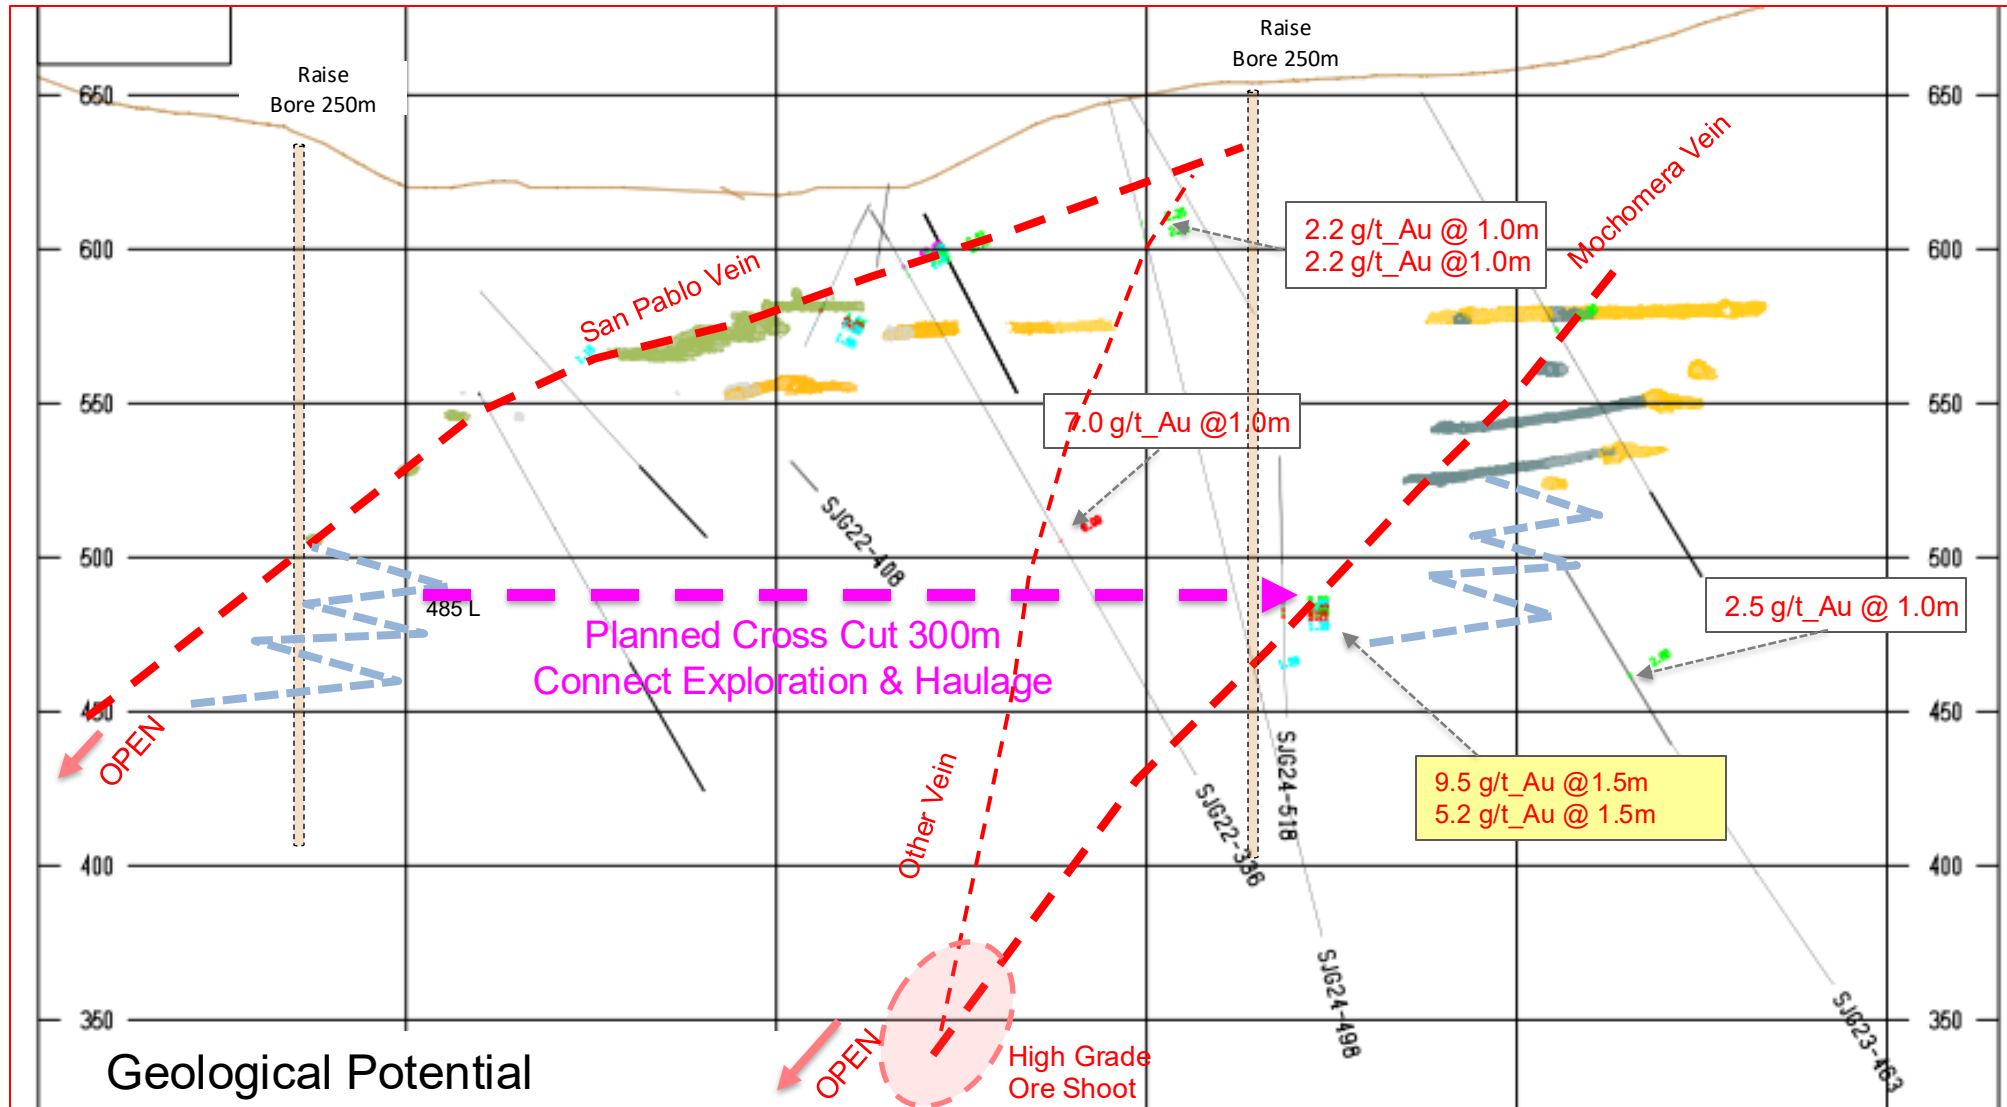 Raise
Bore 250m
Raise
Bore 250m
650
650
Mochomera Vein
2.2 g/t_Au @ 1.0m
2.2 g/t_Au @1.0m
600
600
San Pablo Vein
550
550
7.0 g/t_Au @1.0m
SJG22-408
500
500
485 L
Planned Cross Cut 300m
Connect Exploration & Haulage
2.5 g/t_Au @ 1.0m
450
450
OPEN
Other Vein
SJG22-336
SJG24-518
9.5 g/t_Au @1.5m
5.2 g/t_Au @ 1.5m
400
400
SJG24-498
SJG23-463
350
350
Geological Potential
OPEN
High Grade
Ore Shoot